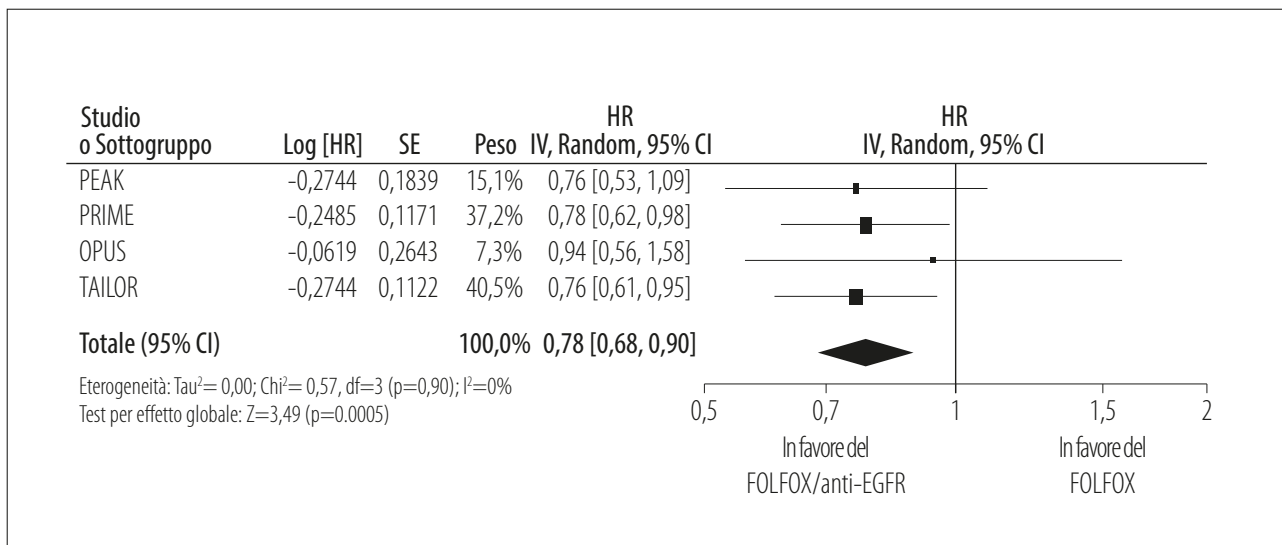 Studio HR HR
o Sottogruppo Log [HR] SE Peso IV, Random, 95% CI IV, Random, 95% CI
PEAK -0,2744 0,1839 15,1% 0,76 [0,53, 1,09]
PRIME -0,2485 0,1171 37,2% 0,78 [0,62, 0,98]
OPUS -0,0619 0,2643 7,3% 0,94 [0,56, 1,58]
TAILOR -0,2744 0,1122 40,5% 0,76 [0,61, 0,95]
Totale (95% CI) 100,0% 0,78 [0,68, 0,90]
Eterogeneità: Tau²= 0,00; Chi²= 0,57, df=3 (p=0,90); I²=0%
Test per effetto globale: Z=3,49 (p=0.0005)
0,5 0,7 1 1,5 2
In favore del In favore del
FOLFOX/anti-EGFR FOLFOX